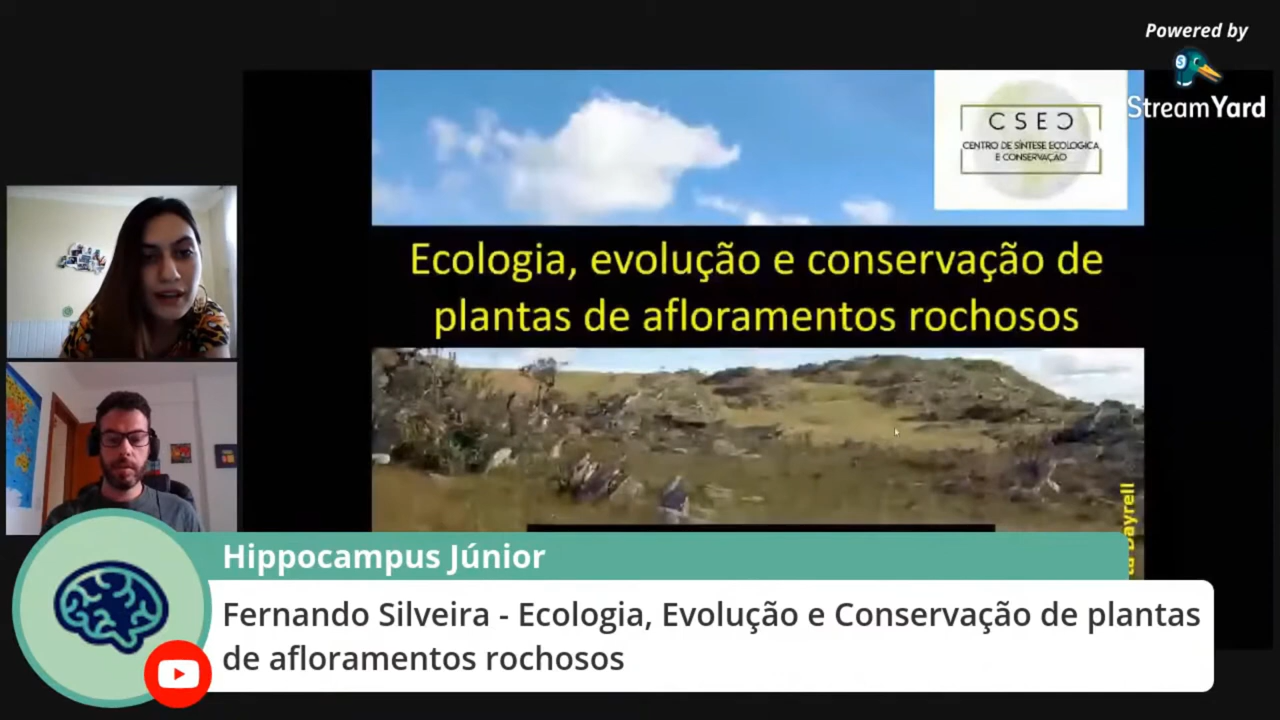 Powered by
StreamYard
CSEC
CENTRO DE SÍNTESE ECOLÓGICA
E CONSERVAÇÃO
Ecologia, evolução e conservação de
plantas de afloramentos rochosos
Dayrell
Hippocampus Júnior
Fernando Silveira - Ecologia, Evolução e Conservação de plantas
de afloramentos rochosos